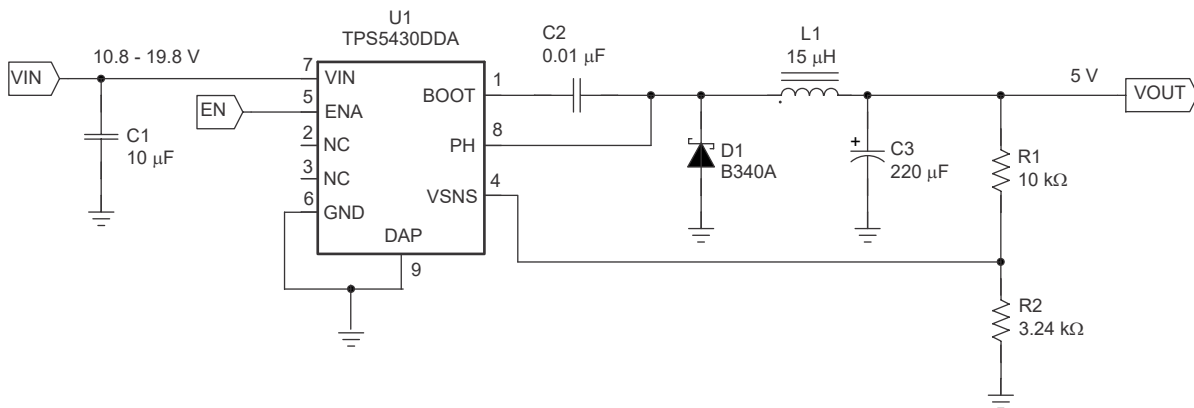 U1
TPS5430DDA
VIN
10.8 - 19.8 V
EN
C1
10 μF
7
5
2
3
6
VIN
ENA
NC
NC
GND
DAP
9
BOOT
PH
VSNS
1
8
4
C2
0.01 μF
D1
B340A
L1
15 μH
+
C3
220 μF
5 V
VOUT
R1
10 kΩ
R2
3.24 kΩ